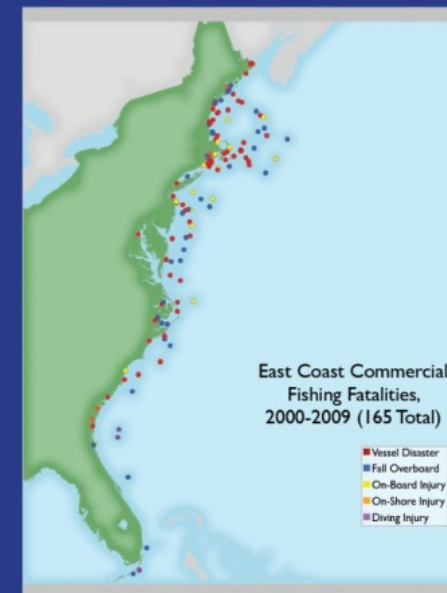 East Coast Commercial
Fishing Fatalities,
2000-2009 (165 Total)
Vessel Disaster
Fall Overboard
On-Board Injury
On-Shore Injury
Diving Injury